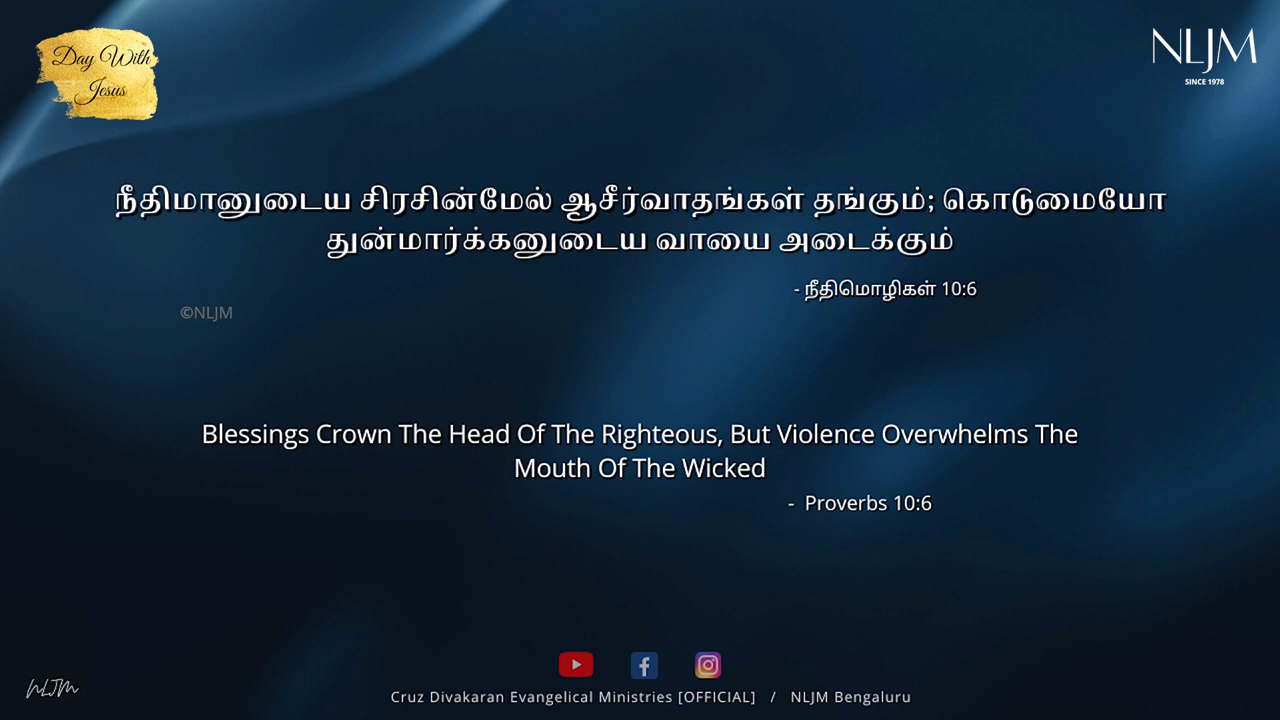 Day With
Jesus
NLJM
SINCE 1978
நீதிமானுடைய சிரசின்மேல் ஆசீர்வாதங்கள் தங்கும்; கொடுமையோ
துன்மார்க்கனுடைய வாயை அடைக்கும்
- நீதிமொழிகள் 10:6
©NLJM
Blessings Crown The Head Of The Righteous, But Violence Overwhelms The
Mouth Of The Wicked
- Proverbs 10:6
NLJM
Cruz Divakaran Evangelical Ministries [OFFICIAL] / NLJM Bengaluru